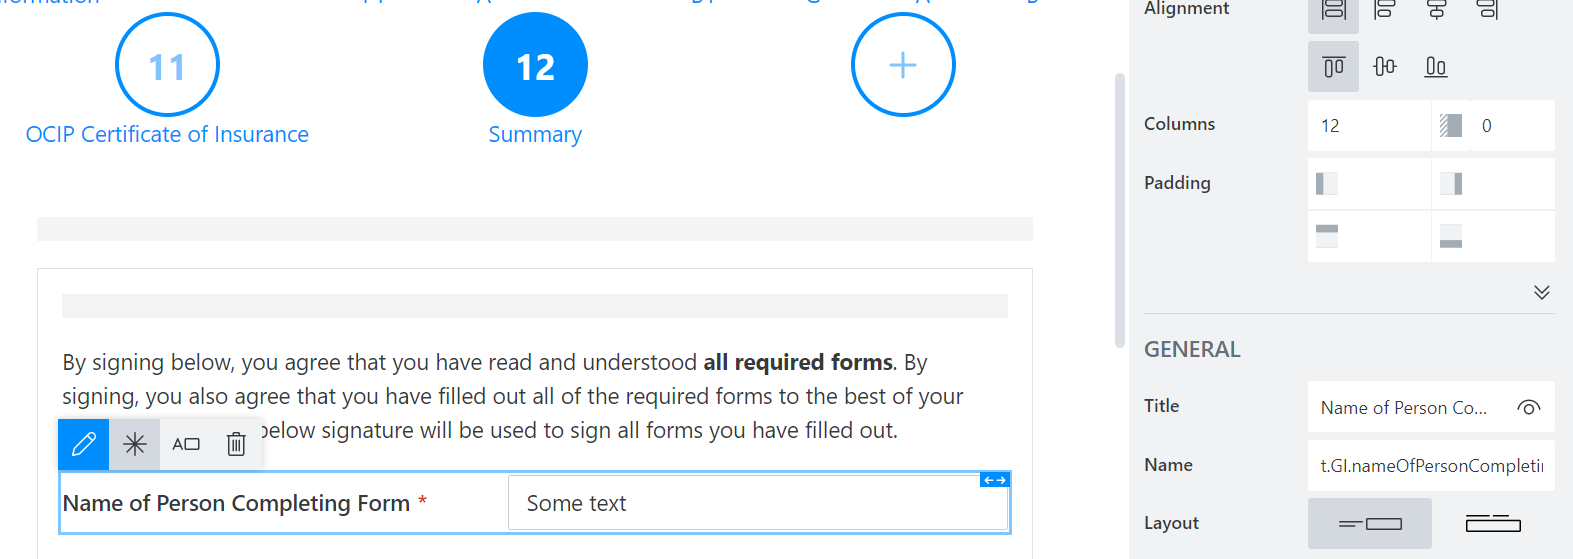 Alignment
11
12
OCIP Certificate of Insurance
Summary
Columns
12
0
Padding
By signing below, you agree that you have read and understood all required forms. By
signing, you also agree that you have filled out all of the required forms to the best of your
below signature will be used to sign all forms you have filled out.
A
Name of Person Completing Form *
Some text
GENERAL
Title
Name of Person Co...
Name
t.GI.nameOfPersonCompleti
Layout